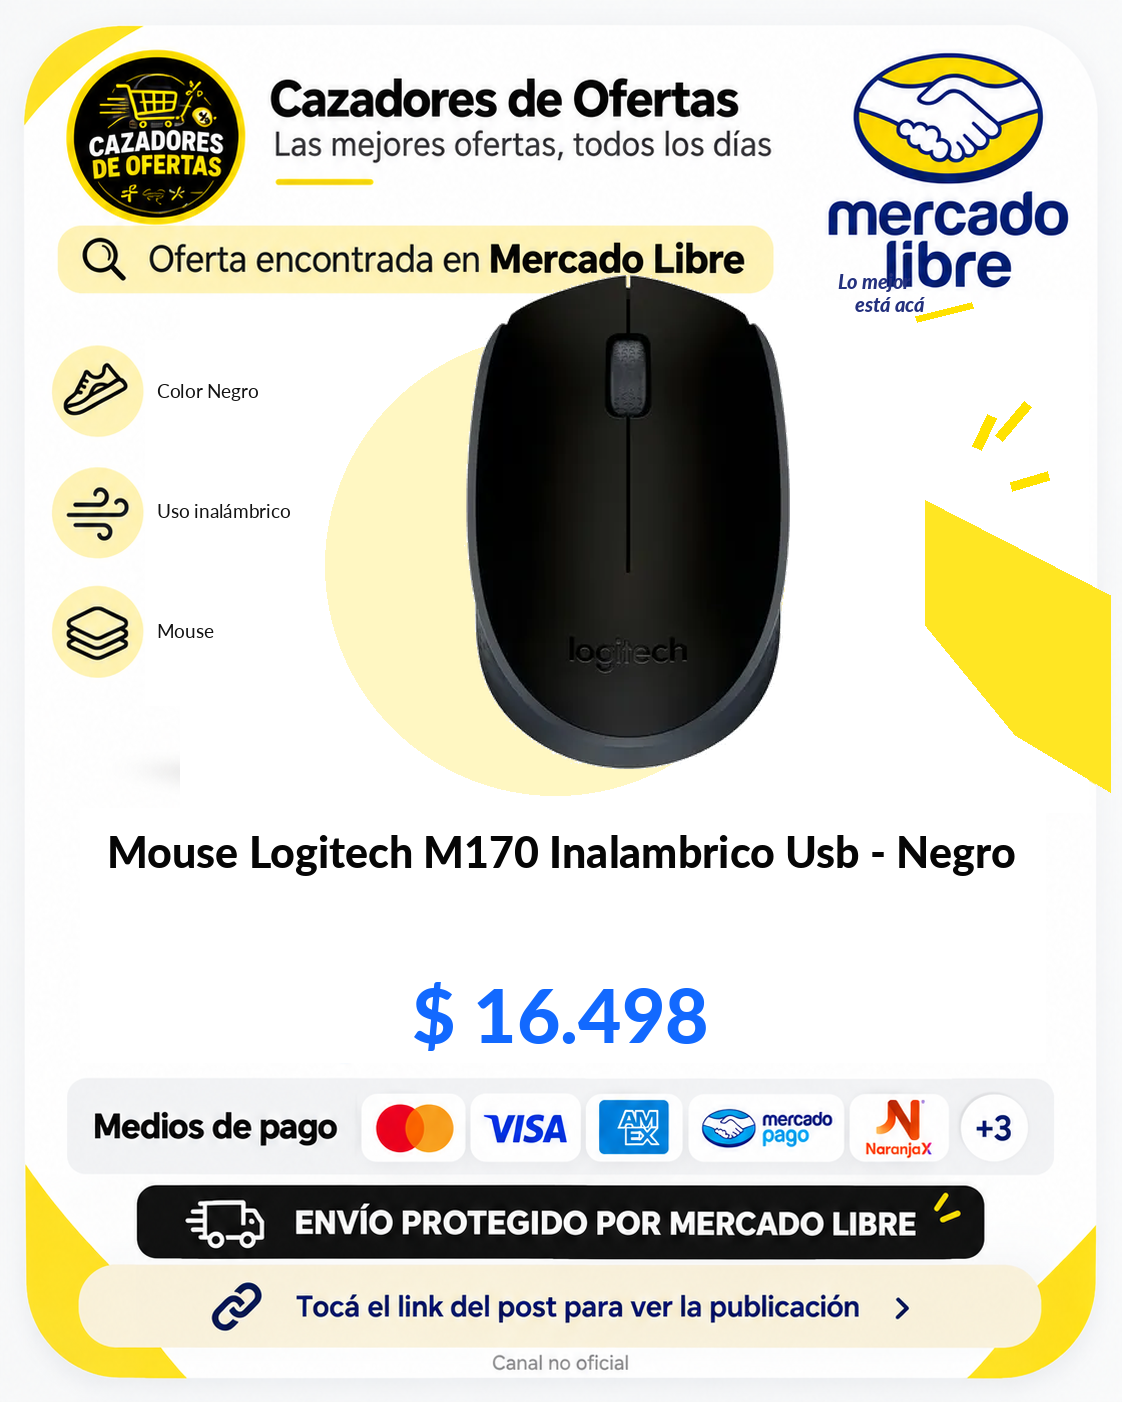 CAZADORES
DE OFERTAS
Cazadores de Ofertas
Las mejores ofertas, todos los días
mercado
libre
Lo mejor
está acá
Oferta encontrada en Mercado Libre
Color Negro
Uso inalámbrico
Mouse
logitech
Mouse Logitech M170 Inalambrico Usb - Negro
$ 16.498
Medios de pago
VISA
AM
EX
mercado
pago
NaranjaX
+3
ENVÍO PROTEGIDO POR MERCADO LIBRE
Tocá el link del post para ver la publicación
Canal no oficial